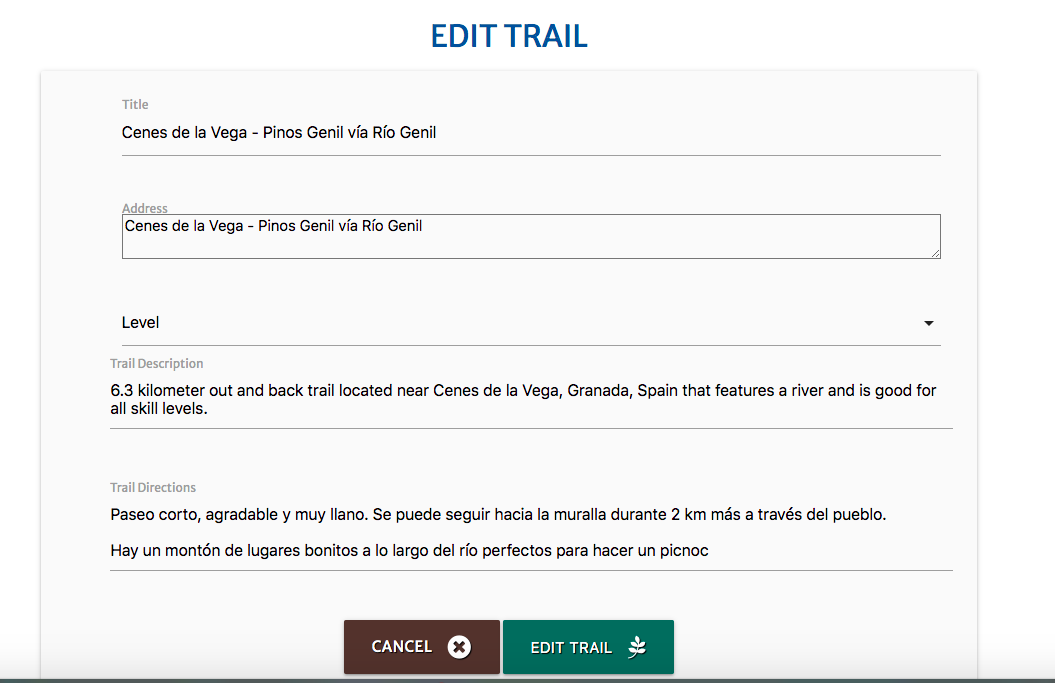 EDIT TRAIL
Title
Cenes de la Vega - Pinos Genil vía Río Genil
Address
Cenes de la Vega - Pinos Genil vía Río Genil
Level
Trail Description
6.3 kilometer out and back trail located near Cenes de la Vega, Granada, Spain that features a river and is good for
all skill levels.
Trail Directions
Paseo corto, agradable y muy llano. Se puede seguir hacia la muralla durante 2 km más a través del pueblo.
Hay un montón de lugares bonitos a lo largo del río perfectos para hacer un picnoc
CANCEL
EDIT TRAIL